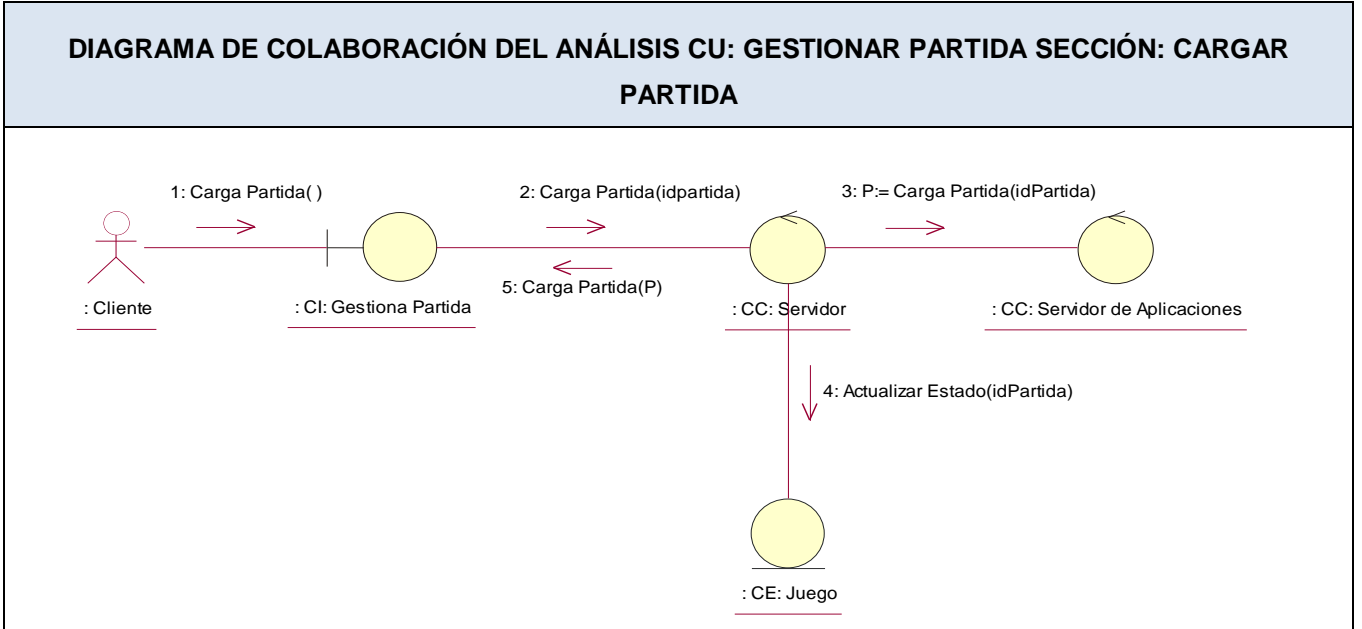 DIAGRAMA DE COLABORACIÓN DEL ANÁLISIS CU: GESTIONAR PARTIDA SECCIÓN: CARGAR
PARTIDA
1: Carga Partida( )
2: Carga Partida(idpartida)
3: P:= Carga Partida(idPartida)
5: Carga Partida(P)
: Cliente
: CI: Gestiona Partida
: CC: Servidor
: CC: Servidor de Aplicaciones
4: Actualizar Estado(idPartida)
: CE: Juego